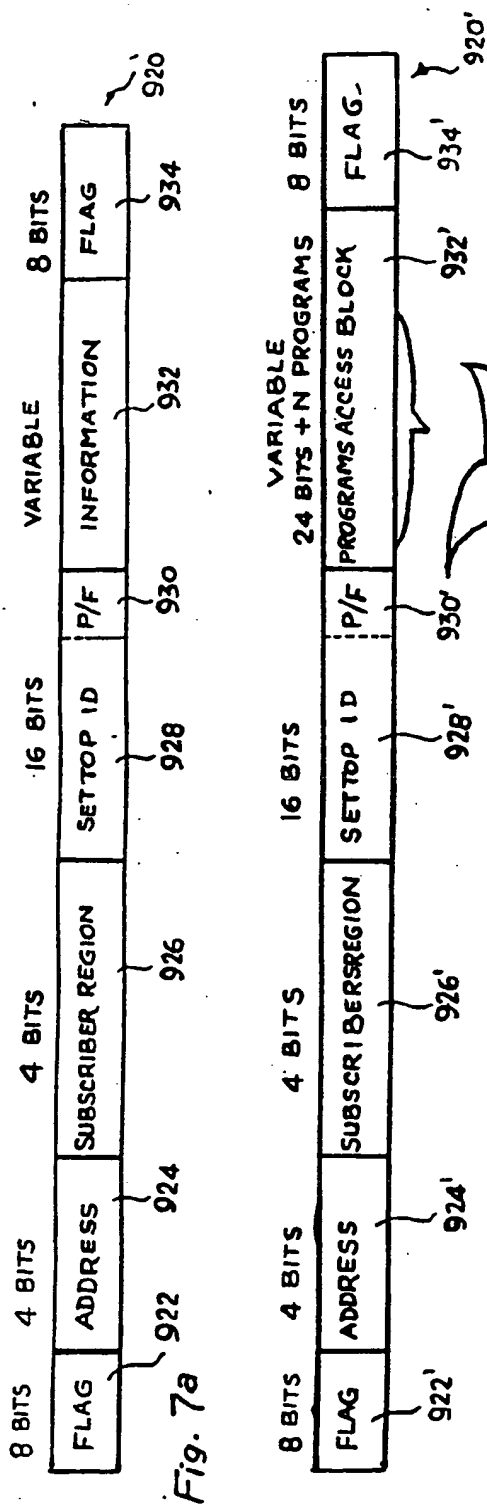 8 BITS 4 BITS 4 BITS 16 BITS VARIABLE 8 BITS
FLAG ADDRESS SUBSCRIBER REGION SETTOP ID P/F INFORMATION FLAG
922 924 926 928 930 932 934 920
Fig. 7a
VARIABLE
8 BITS 4 BITS 4 BITS 16 BITS 24 BITS + N PROGRAMS 8 BITS
FLAG ADDRESS SUBSCRIBERSREGION SETTOP ID P/F PROGRAMS ACCESS BLOCK FLAG
922' 924' 926' 928' 930' 932' 934' 920'